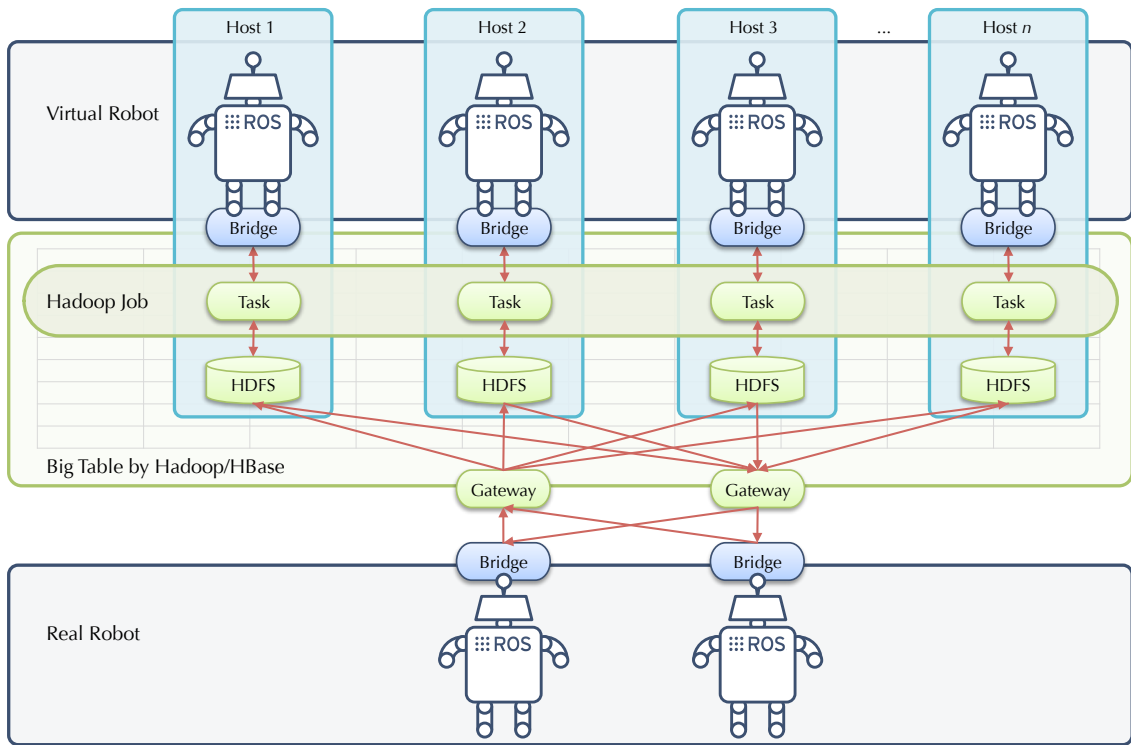 Host 1
Host 2
Host 3
...
Host n
Virtual Robot
ROS
ROS
ROS
ROS
Bridge
Bridge
Bridge
Bridge
Hadoop Job
Task
Task
Task
Task
HDFS
HDFS
HDFS
HDFS
Big Table by Hadoop/HBase
Gateway
Gateway
Bridge
Bridge
Real Robot
ROS
ROS